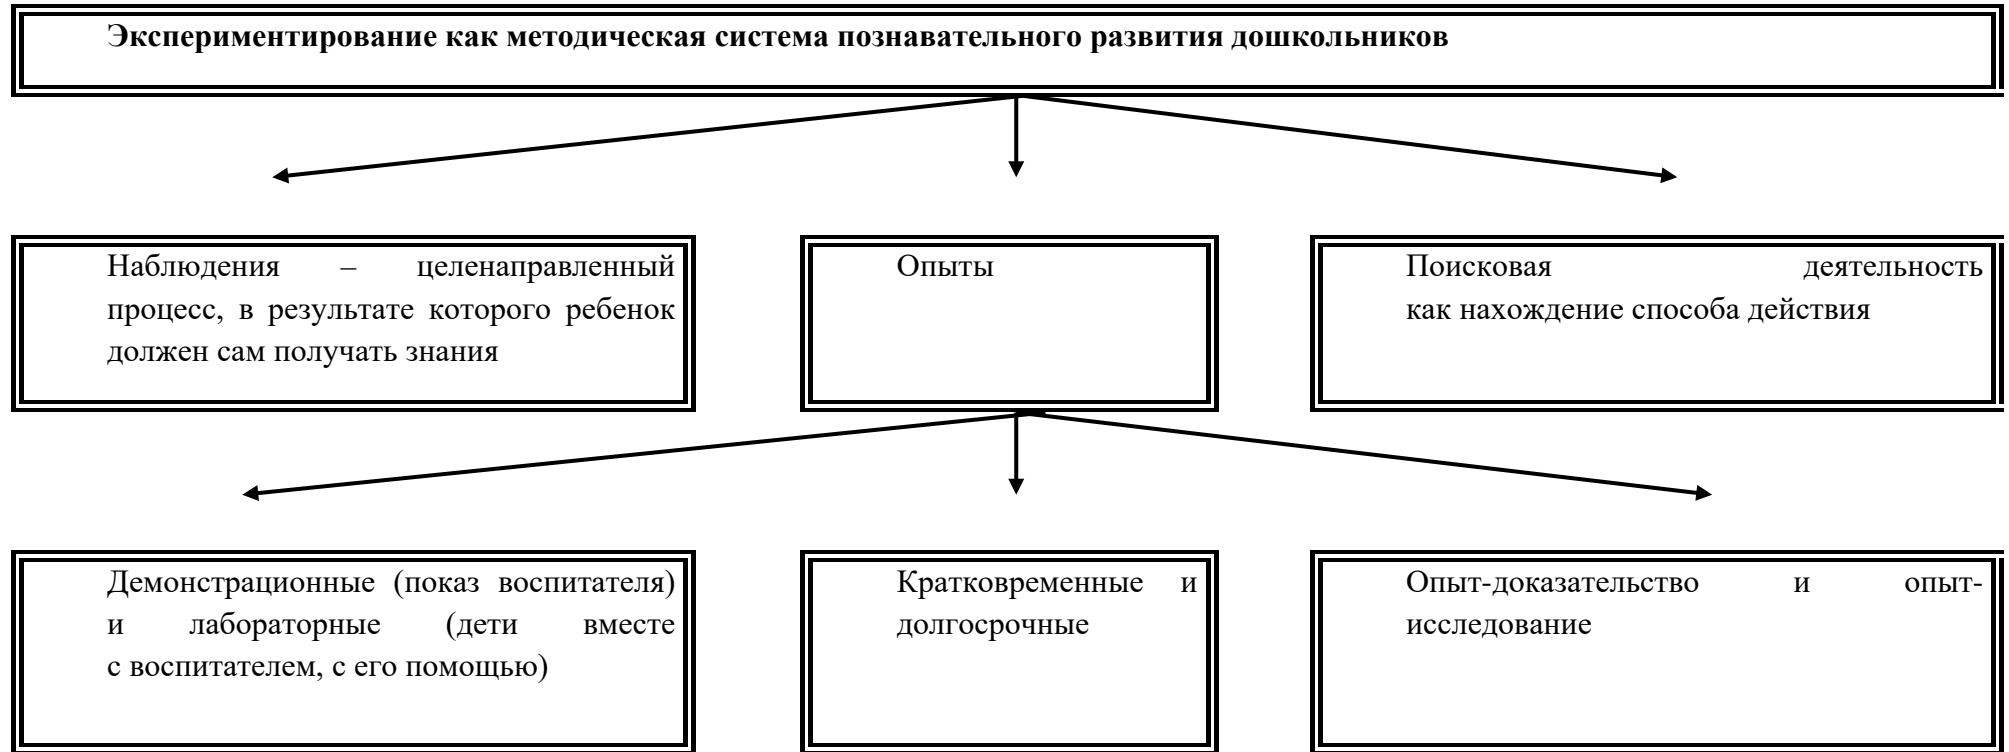 Экспериментирование как методическая система познавательного развития дошкольников
Наблюдения – целенаправленный
процесс, в результате которого ребенок
должен сам получать знания
Опыты
Поисковая деятельность
как нахождение способа действия
Демонстрационные (показ воспитателя)
и лабораторные (дети вместе
с воспитателем, с его помощью)
Кратковременные и
долгосрочные
Опыт-доказательство и опыт-
исследование